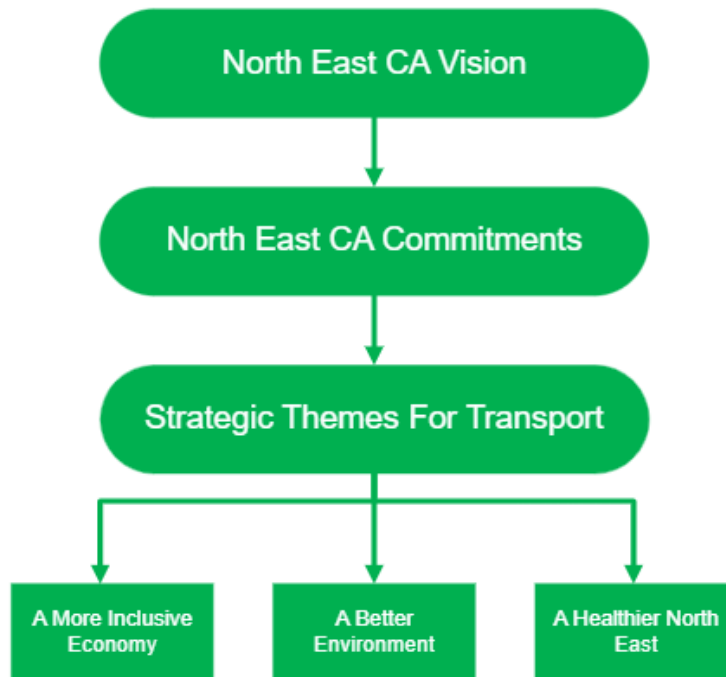 North East CA Vision
North East CA Commitments
Strategic Themes For Transport
A More Inclusive
Economy
A Better
Environment
A Healthier North
East